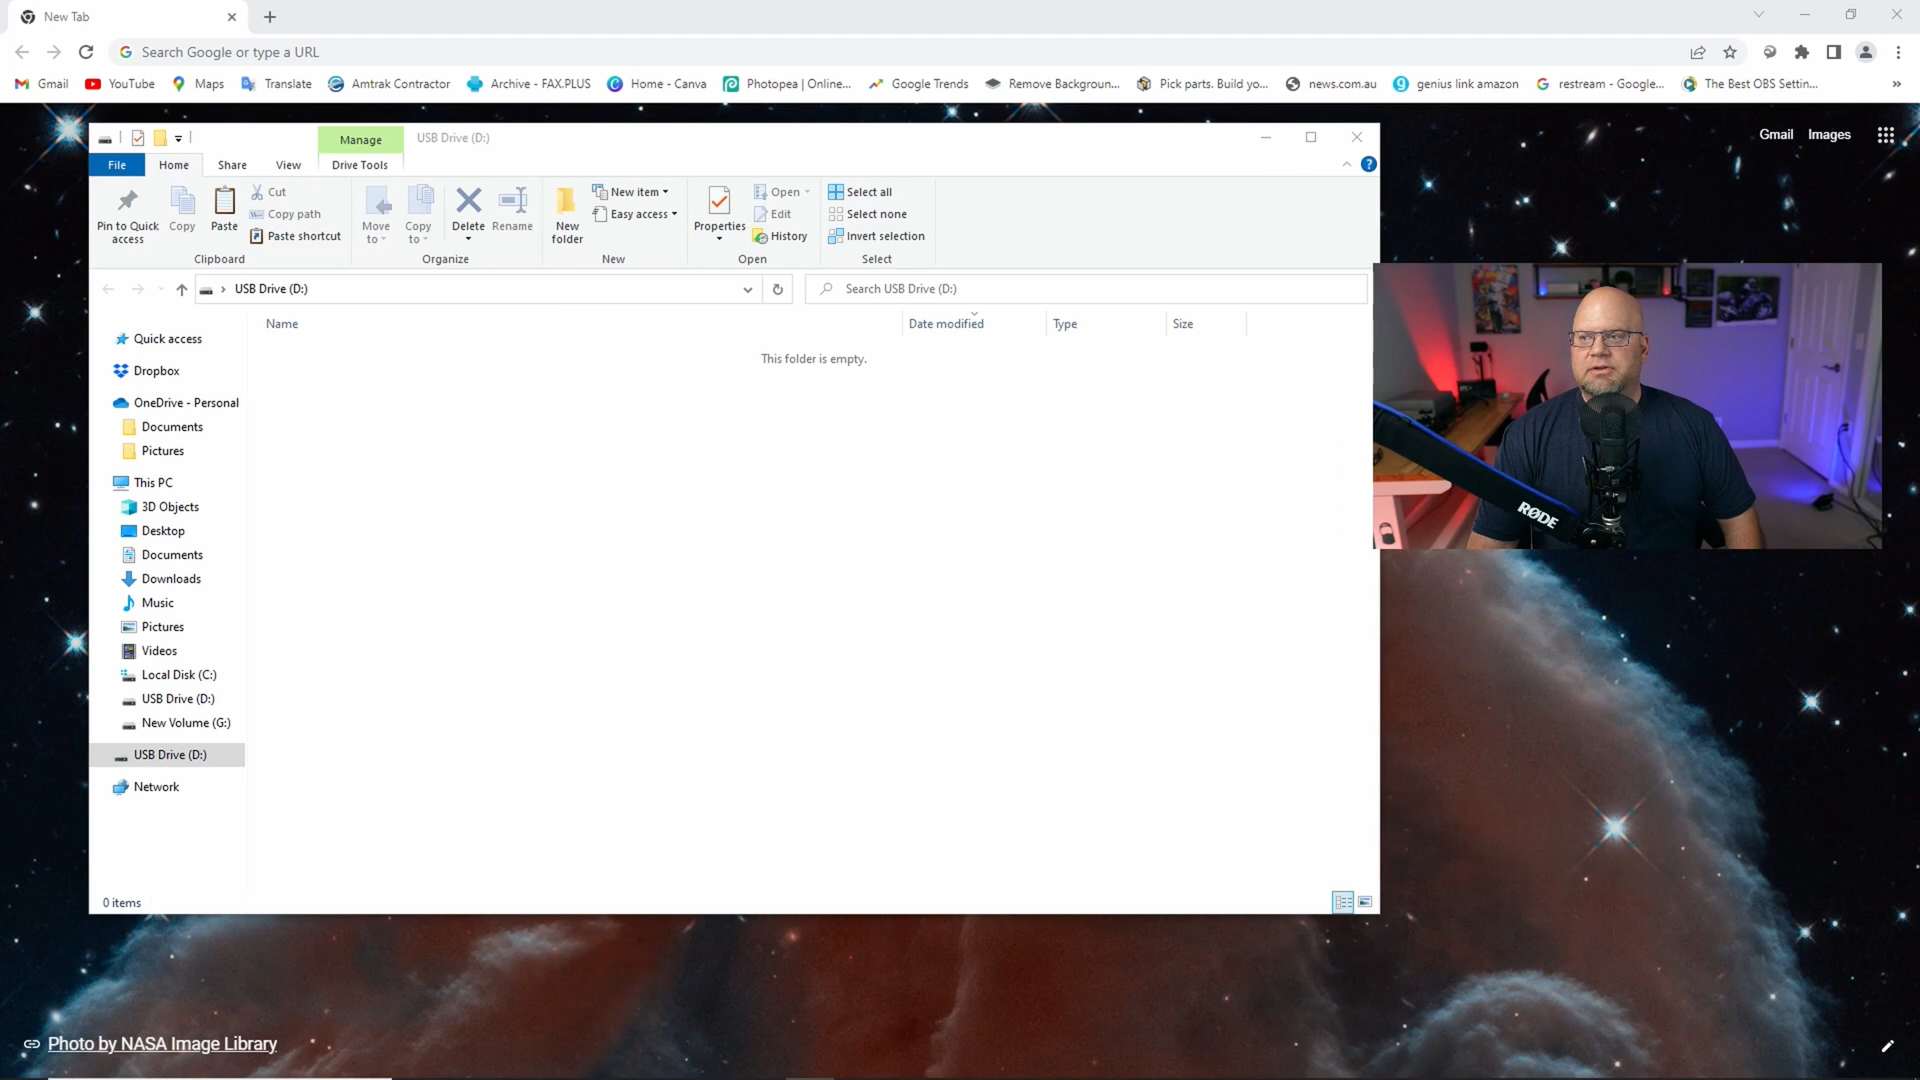 New Tab
Search Google or type a URL
Gmail YouTube Maps Translate Amtrak Contractor Archive - FAX.PLUS Home - Canva Photopea | Online... Google Trends Remove Backgroun... Pick parts. Build yo... news.com.au genius link amazon restream - Google... The Best OBS Settin... »
Gmail Images
Manage USB Drive (D:)
File Home Share View Drive Tools
Pin to Quick access
Copy
Paste
Cut
Copy path
Paste shortcut
Clipboard
Move to
Copy to
Delete
Rename
Organize
New folder
New item
Easy access
New
Properties
Open
Edit
History
Open
Select all
Select none
Invert selection
Select
USB Drive (D:)
Search USB Drive (D:)
Name Date modified Type Size
This folder is empty.
Quick access
Dropbox
OneDrive - Personal
Documents
Pictures
This PC
3D Objects
Desktop
Documents
Downloads
Music
Pictures
Videos
Local Disk (C:)
USB Drive (D:)
New Volume (G:)
USB Drive (D:)
Network
0 items
RØDE
Photo by NASA Image Library